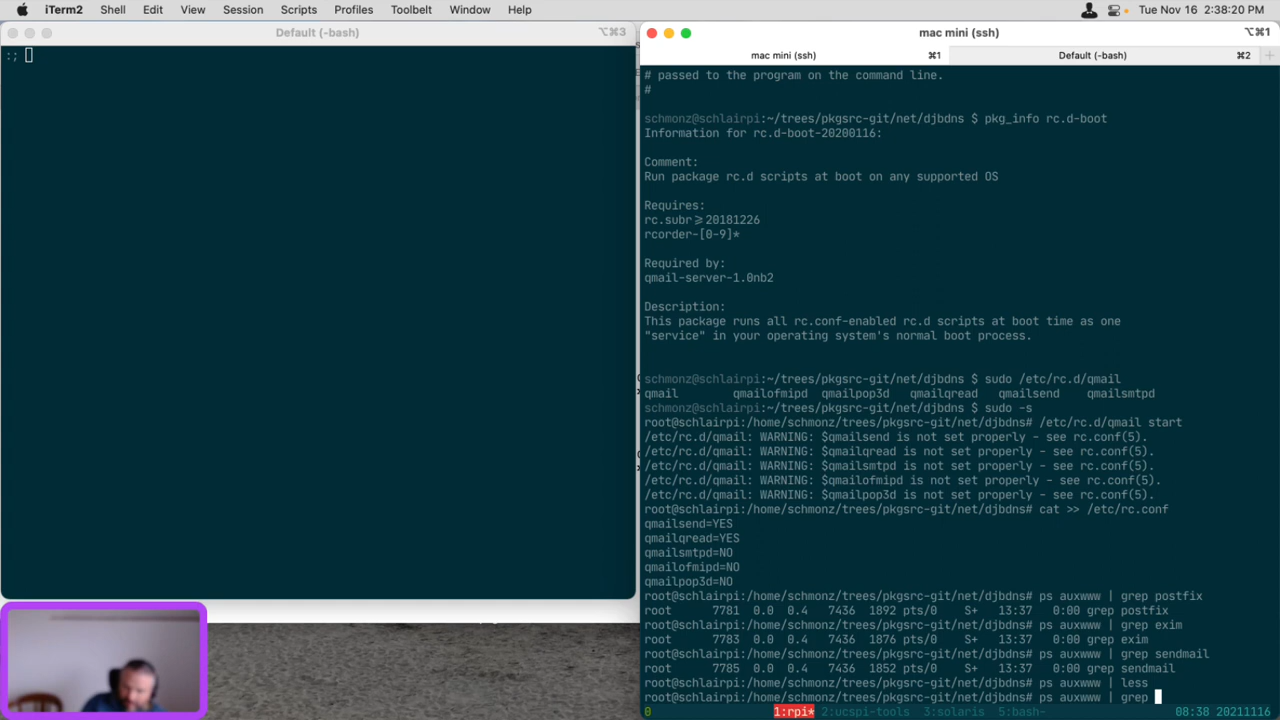 iTerm2 Shell Edit View Session Scripts Profiles Toolbelt Window Help Tue Nov 16 2:38:20 PM
Default (-bash) ⌥⌘3
:;
mac mini (ssh) ⌥⌘1
mac mini (ssh) ⌘1 Default (-bash) ⌘2
# passed to the program on the command line.
#
schmonz@schlairpi:~/trees/pkgsrc-git/net/djbdns $ pkg_info rc.d-boot
Information for rc.d-boot-20200116:
Comment:
Run package rc.d scripts at boot on any supported OS
Requires:
rc.subr>=20181226
rcorder-[0-9]*
Required by:
qmail-server-1.0nb2
Description:
This package runs all rc.conf-enabled rc.d scripts at boot time as one
"service" in your operating system's normal boot process.
schmonz@schlairpi:~/trees/pkgsrc-git/net/djbdns $ sudo /etc/rc.d/qmail
qmail qmailofmipd qmailpop3d qmailqread qmailsend qmailsmtpd
schmonz@schlairpi:~/trees/pkgsrc-git/net/djbdns $ sudo -s
root@schlairpi:/home/schmonz/trees/pkgsrc-git/net/djbdns# /etc/rc.d/qmail start
/etc/rc.d/qmail: WARNING: $qmailsend is not set properly - see rc.conf(5).
/etc/rc.d/qmail: WARNING: $qmailqread is not set properly - see rc.conf(5).
/etc/rc.d/qmail: WARNING: $qmailsmtpd is not set properly - see rc.conf(5).
/etc/rc.d/qmail: WARNING: $qmailofmipd is not set properly - see rc.conf(5).
/etc/rc.d/qmail: WARNING: $qmailpop3d is not set properly - see rc.conf(5).
root@schlairpi:/home/schmonz/trees/pkgsrc-git/net/djbdns# cat >> /etc/rc.conf
qmailsend=YES
qmailqread=YES
qmailsmtpd=NO
qmailofmipd=NO
qmailpop3d=NO
root@schlairpi:/home/schmonz/trees/pkgsrc-git/net/djbdns# ps auxwww | grep postfix
root 7781 0.0 0.4 7436 1892 pts/0 S+ 13:37 0:00 grep postfix
root@schlairpi:/home/schmonz/trees/pkgsrc-git/net/djbdns# ps auxwww | grep exim
root 7783 0.0 0.4 7436 1876 pts/0 S+ 13:37 0:00 grep exim
root@schlairpi:/home/schmonz/trees/pkgsrc-git/net/djbdns# ps auxwww | grep sendmail
root 7785 0.0 0.4 7436 1852 pts/0 S+ 13:37 0:00 grep sendmail
root@schlairpi:/home/schmonz/trees/pkgsrc-git/net/djbdns# ps auxwww | less
root@schlairpi:/home/schmonz/trees/pkgsrc-git/net/djbdns# ps auxwww | grep
0 1:rpi* 2:ucspi-tools 3:solaris 5:bash- 08:38 20211116